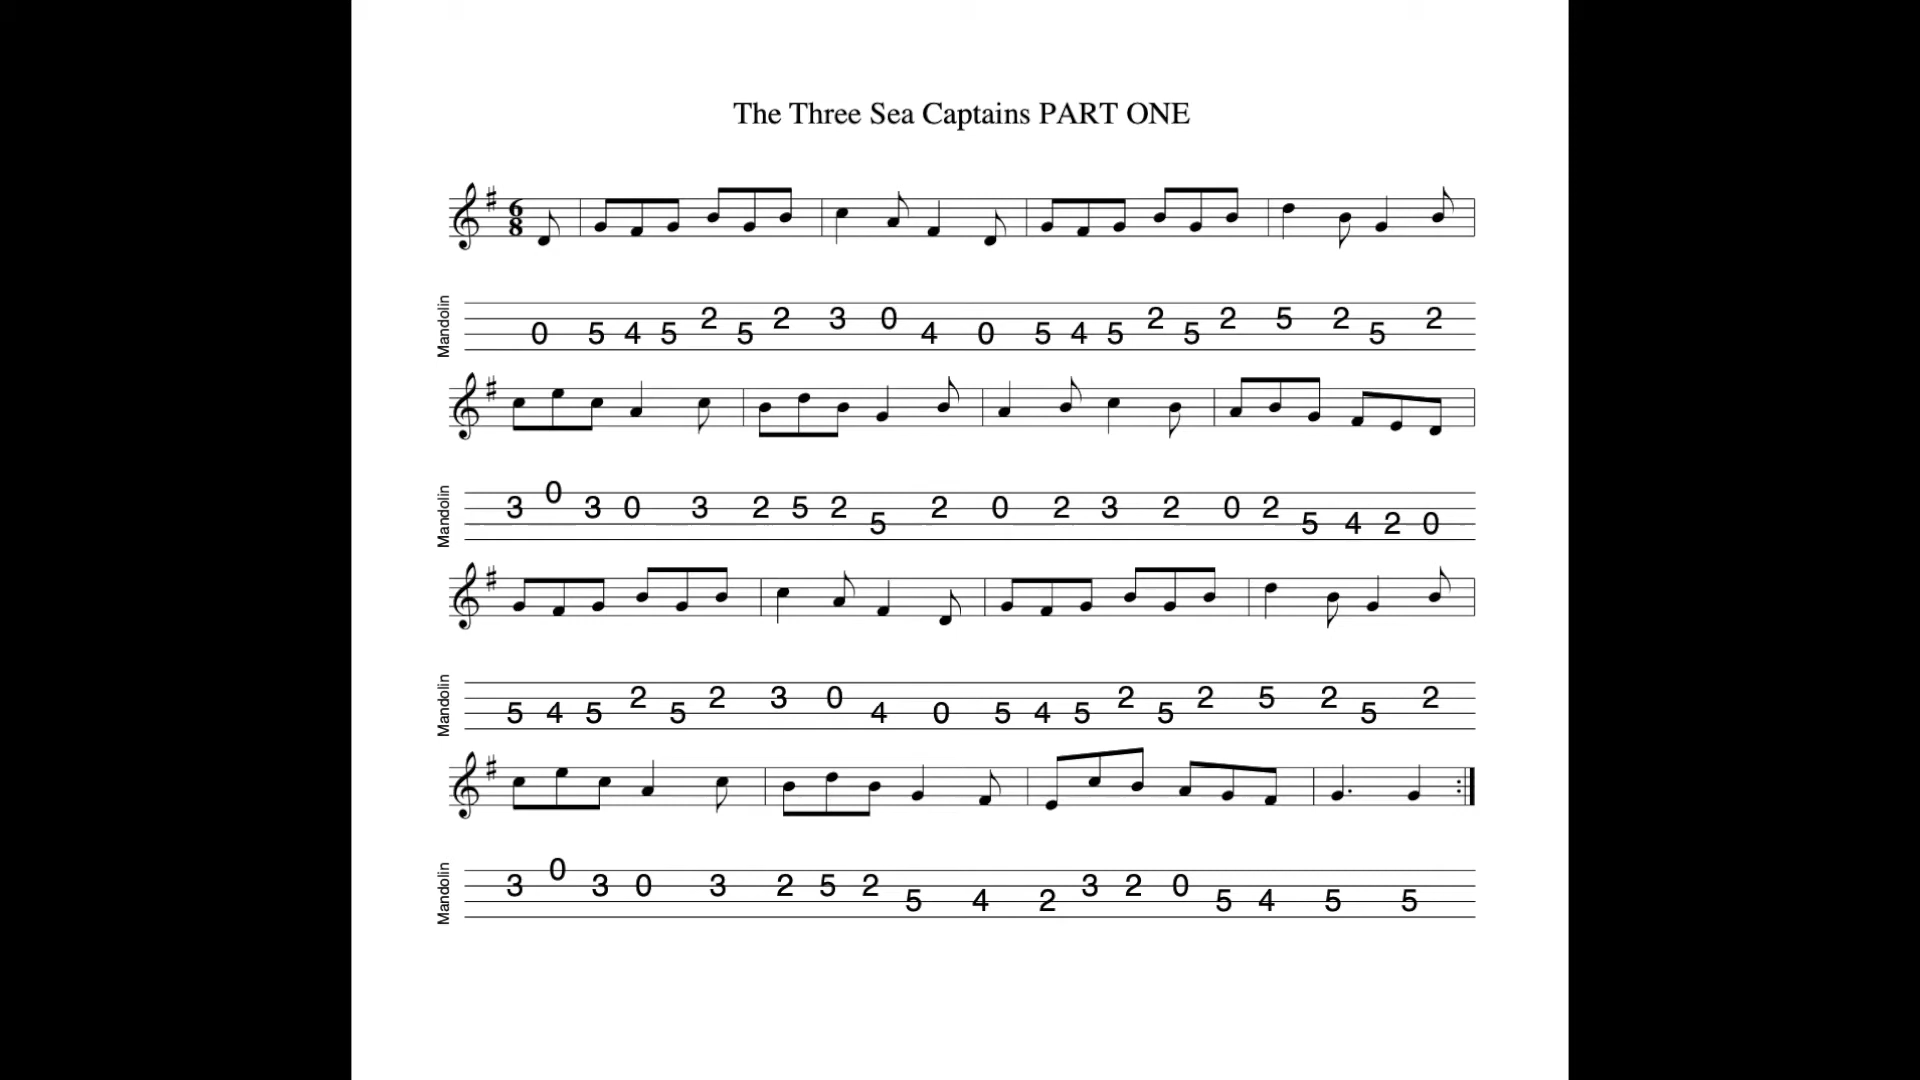 The Three Sea Captains PART ONE
6
8
Mandolin
0 5 4 5 2 5 2 3 0 4 0 5 4 5 2 5 2 5 2 5 2
Mandolin
3 0 3 0 3 2 5 2 5 2 0 2 3 2 0 2 5 4 2 0
Mandolin
5 4 5 2 5 2 3 0 4 0 5 4 5 2 5 2 5 2 5 2
Mandolin
3 0 3 0 3 2 5 2 5 4 2 3 2 0 5 4 5 5